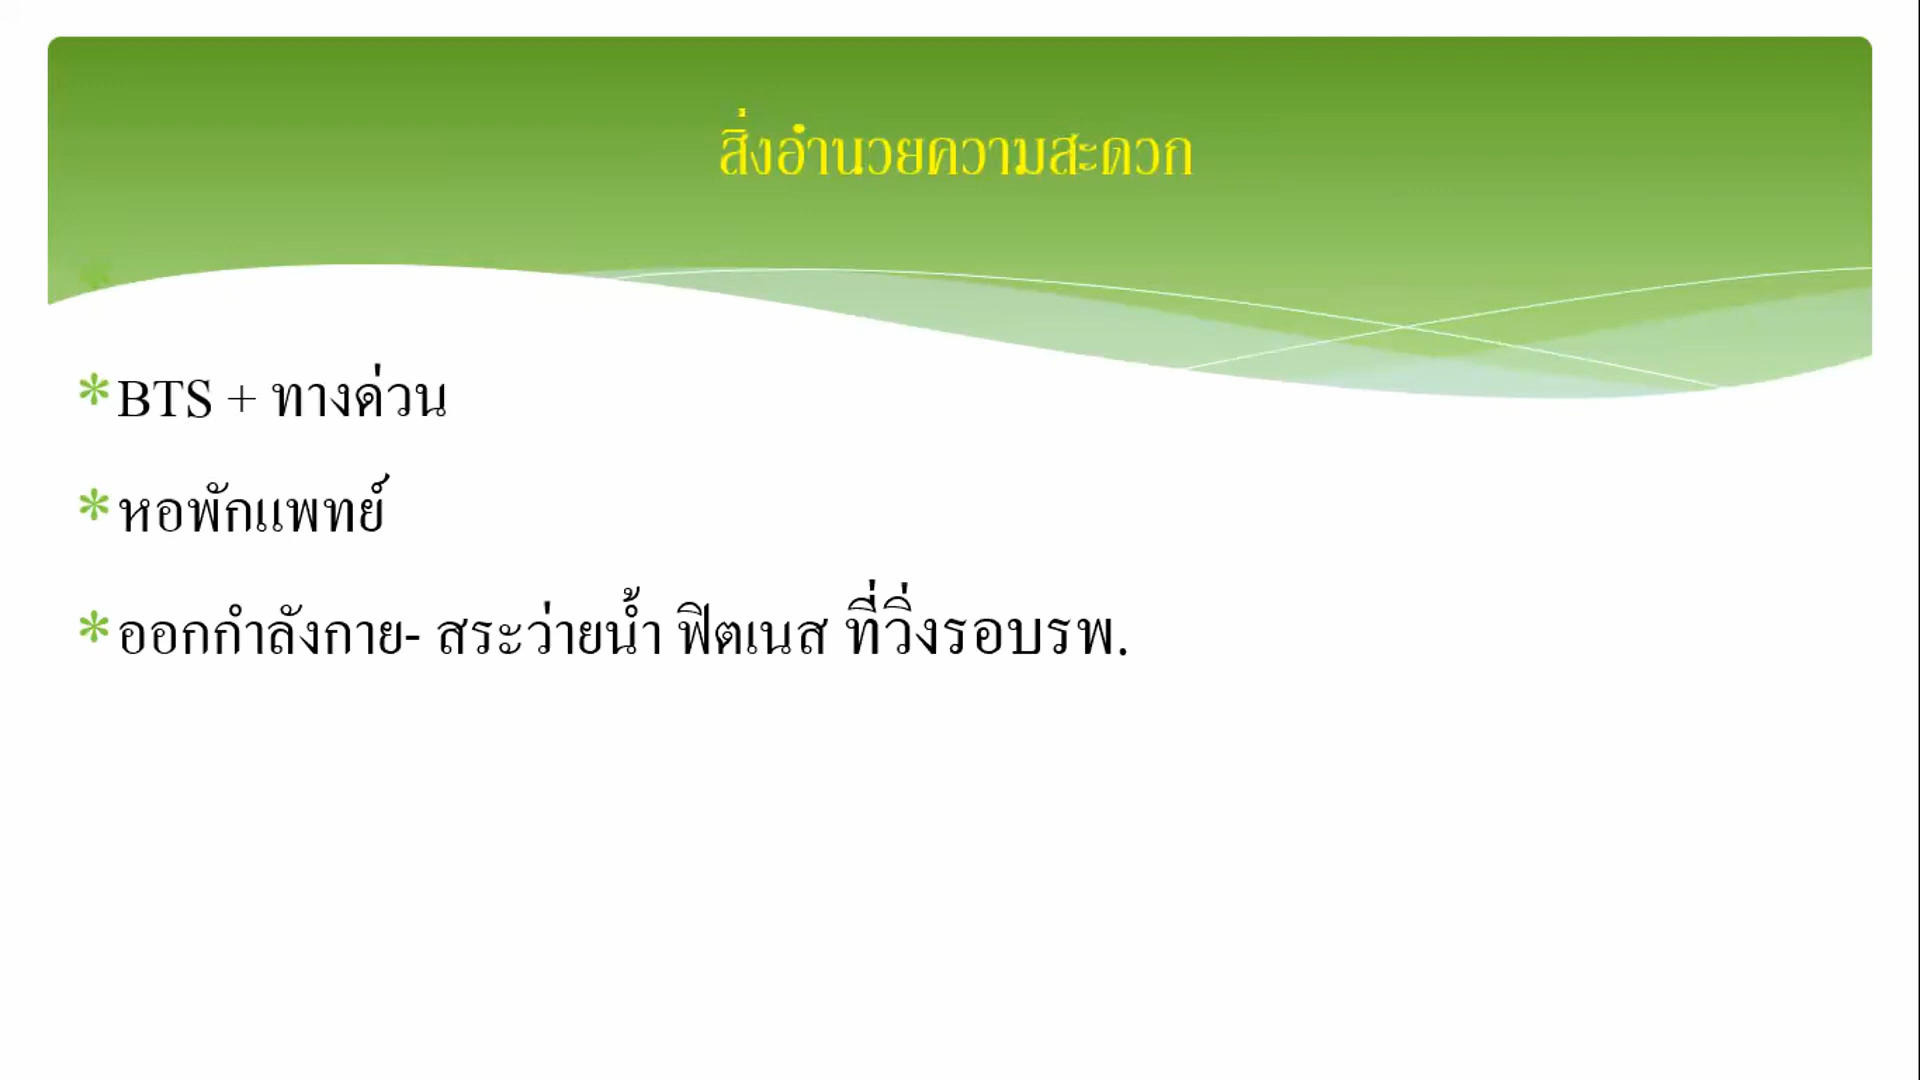 สิ่งอำนวยความสะดวก
*BTS + ทางด่วน
*หอพักแพทย์
*ออกกำลังกาย- สระว่ายน้ำ ฟิตเนส ที่วิ่งรอบรพ.